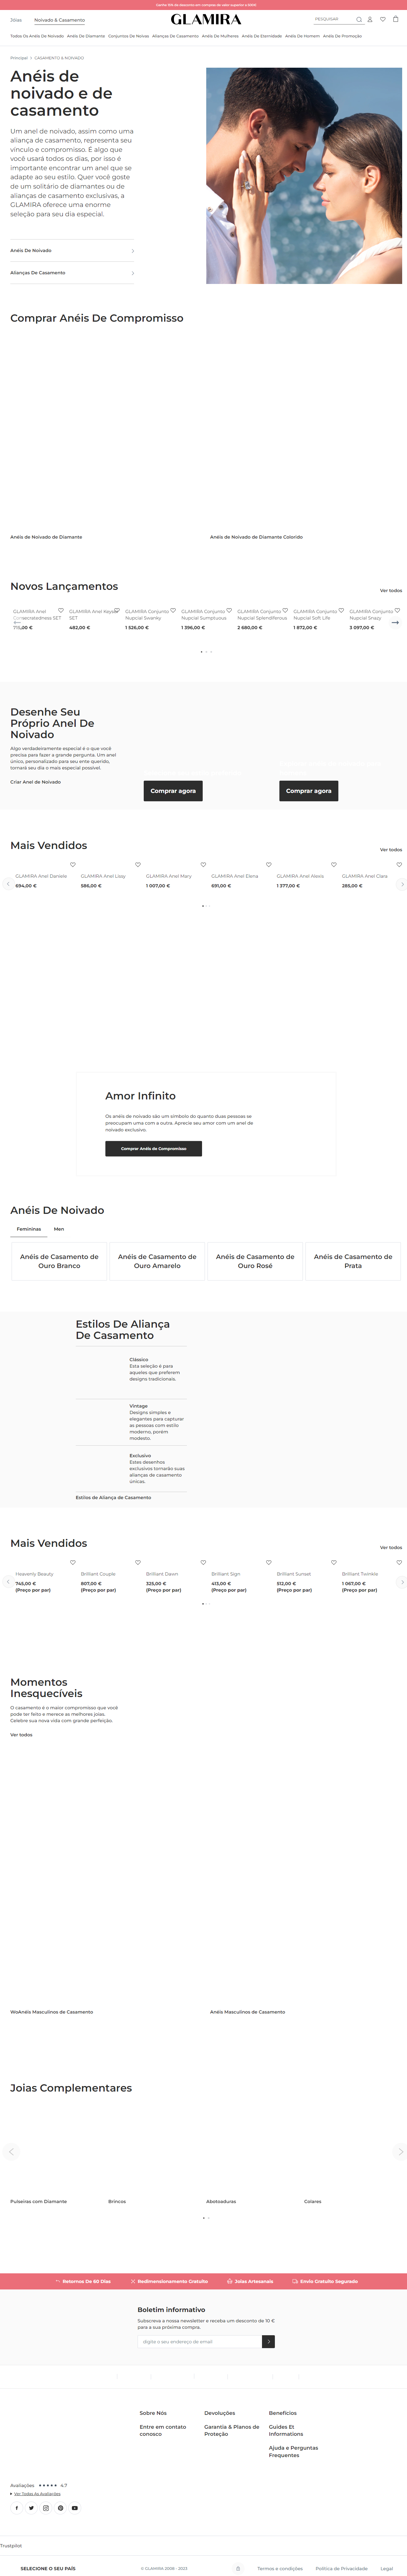 Jóias
Noivado & Casamento
GLAMIRA
PESQUISAR
Todos Os Anéis De Noivado
Anéis De Diamante
Conjuntos De Noivas
Alianças De Casamento
Anéis De Mulheres
Anéis De Eternidade
Anéis De Homem
Anéis De Promoção
Principal
CASAMENTO & NOIVADO
Anéis de
noivado e de
casamento
Um anel de noivado, assim como uma
aliança de casamento, representa seu
vínculo e compromisso. É algo que
você usará todos os dias, por isso é
importante encontrar um anel que se
adapte ao seu estilo. Quer você goste
de um solitário de diamantes ou de
alianças de casamento exclusivas, a
GLAMIRA oferece uma enorme
seleção para seu dia especial.
Anéis De Noivado
Alianças De Casamento
Comprar Anéis De Compromisso
Anéis de Noivado de Diamante
Anéis de Noivado de Diamante Colorido
Novos Lançamentos
Ver todos
GLAMIRA Anel
SET
GLAMIRA Anel Keyser
SET
482,00 €
GLAMIRA Conjunto
Nupcial Swanky
1 526,00 €
GLAMIRA Conjunto
Nupcial Sumptuous
1 396,00 €
GLAMIRA Conjunto
Nupcial Splendiferous
2 680,00 €
GLAMIRA Conjunto
Nupcial Soft Life
1 872,00 €
GLAMIRA Conjunto
Nupcial Snazy
3 097,00 €
Desenhe Seu
Próprio Anel De
Noivado
Algo verdadeiramente especial é o que você
precisa para fazer a grande pergunta. Um anel
único, personalizado para seu ente querido,
tornará seu dia o mais especial possível.
Criar Anel de Noivado
Comprar agora
Comprar agora
Mais Vendidos
Ver todos
GLAMIRA Anel Daniele
694,00 €
GLAMIRA Anel Lissy
586,00 €
GLAMIRA Anel Mary
1 007,00 €
GLAMIRA Anel Elena
691,00 €
GLAMIRA Anel Alexis
1 377,00 €
GLAMIRA Anel Clara
285,00 €
Amor Infinito
Os anéis de noivado são um símbolo do quanto duas pessoas se
preocupam uma com a outra. Aprecie seu amor com um anel de
noivado exclusivo.
Comprar Anéis de Compromisso
Anéis De Noivado
Femininas
Men
Anéis de Casamento de
Ouro Branco
Anéis de Casamento de
Ouro Amarelo
Anéis de Casamento de
Ouro Rosé
Anéis de Casamento de
Prata
Estilos De Aliança
De Casamento
Clássico
Esta seleção é para
aqueles que preferem
designs tradicionais.
Vintage
Designs simples e
elegantes para capturar
as pessoas com estilo
moderno, porém
modesto.
Exclusivo
Estes desenhos
exclusivos tornarão suas
alianças de casamento
únicas.
Estilos de Aliança de Casamento
Mais Vendidos
Ver todos
Heavenly Beauty
745,00 €
(Preço por par)
Brilliant Couple
607,00 €
(Preço por par)
Brilliant Dawn
325,00 €
(Preço por par)
Brilliant Sign
413,00 €
(Preço por par)
Brilliant Sunset
512,00 €
(Preço por par)
Brilliant Twinkle
1 067,00 €
(Preço por par)
Momentos
Inesquecíveis
O casamento é o maior compromisso que você
pode ter feito e merece as melhores joias.
Celebre sua nova vida com grande perfeição.
Ver todos
WoAnéis Masculinos de Casamento
Anéis Masculinos de Casamento
Joias Complementares
Pulseiras com Diamante
Brincos
Abotoaduras
Colares
Retornos De 60 Dias
Redimensionamento Gratuito
Joias Artesanais
Envio Gratuito Segurado
Boletim informativo
Subscreva a nossa newsletter e receba um desconto de 10 €
para a sua próxima compra.
digite o seu endereço de email
Sobre Nós
Entre em contato
conosco
Devoluções
Garantia & Planos de
Proteção
Benefícios
Guides Et
Informations
Ajuda e Perguntas
Frequentes
Avaliações ★★★★★ 4.7
Ver Todas As Avaliações
Trustpilot
SELECIONE O SEU PAÍS
Termos e condições
Política de Privacidade
Legal